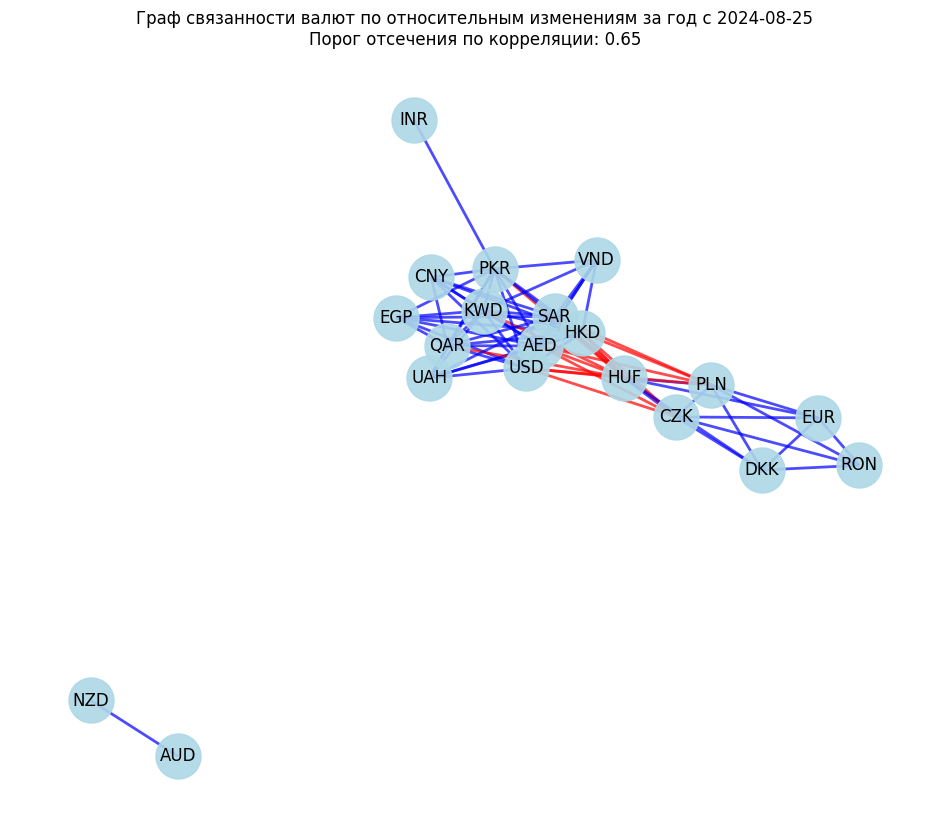 Граф связанности валют по относительным изменениям за год с 2024-08-25
Порог отсечения по корреляции: 0.65
INR
VND
PKR
CNY
KWD
SAR
EGP
HKD
QAR
AED
USD
UAH
HUF
PLN
CZK
EUR
RON
DKK
NZD
AUD